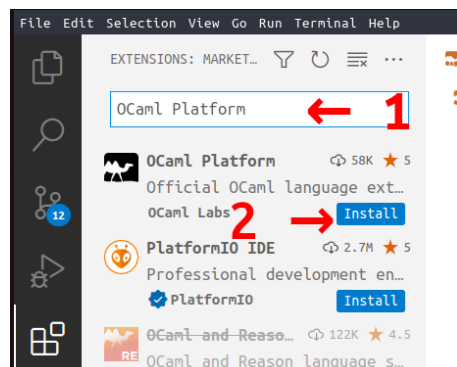 File Edit Selection View Go Run Terminal Help
EXTENSIONS: MARKET...
OCaml Platform
1
OCaml Platform 58K 5
Official OCaml language ext...
OCaml Labs 2 Install
PlatformIO IDE 2.7M 5
Professional development en...
PlatformIO Install
OCaml and Reaso... 122K 4.5
OCaml and Reason language s...
12
RE